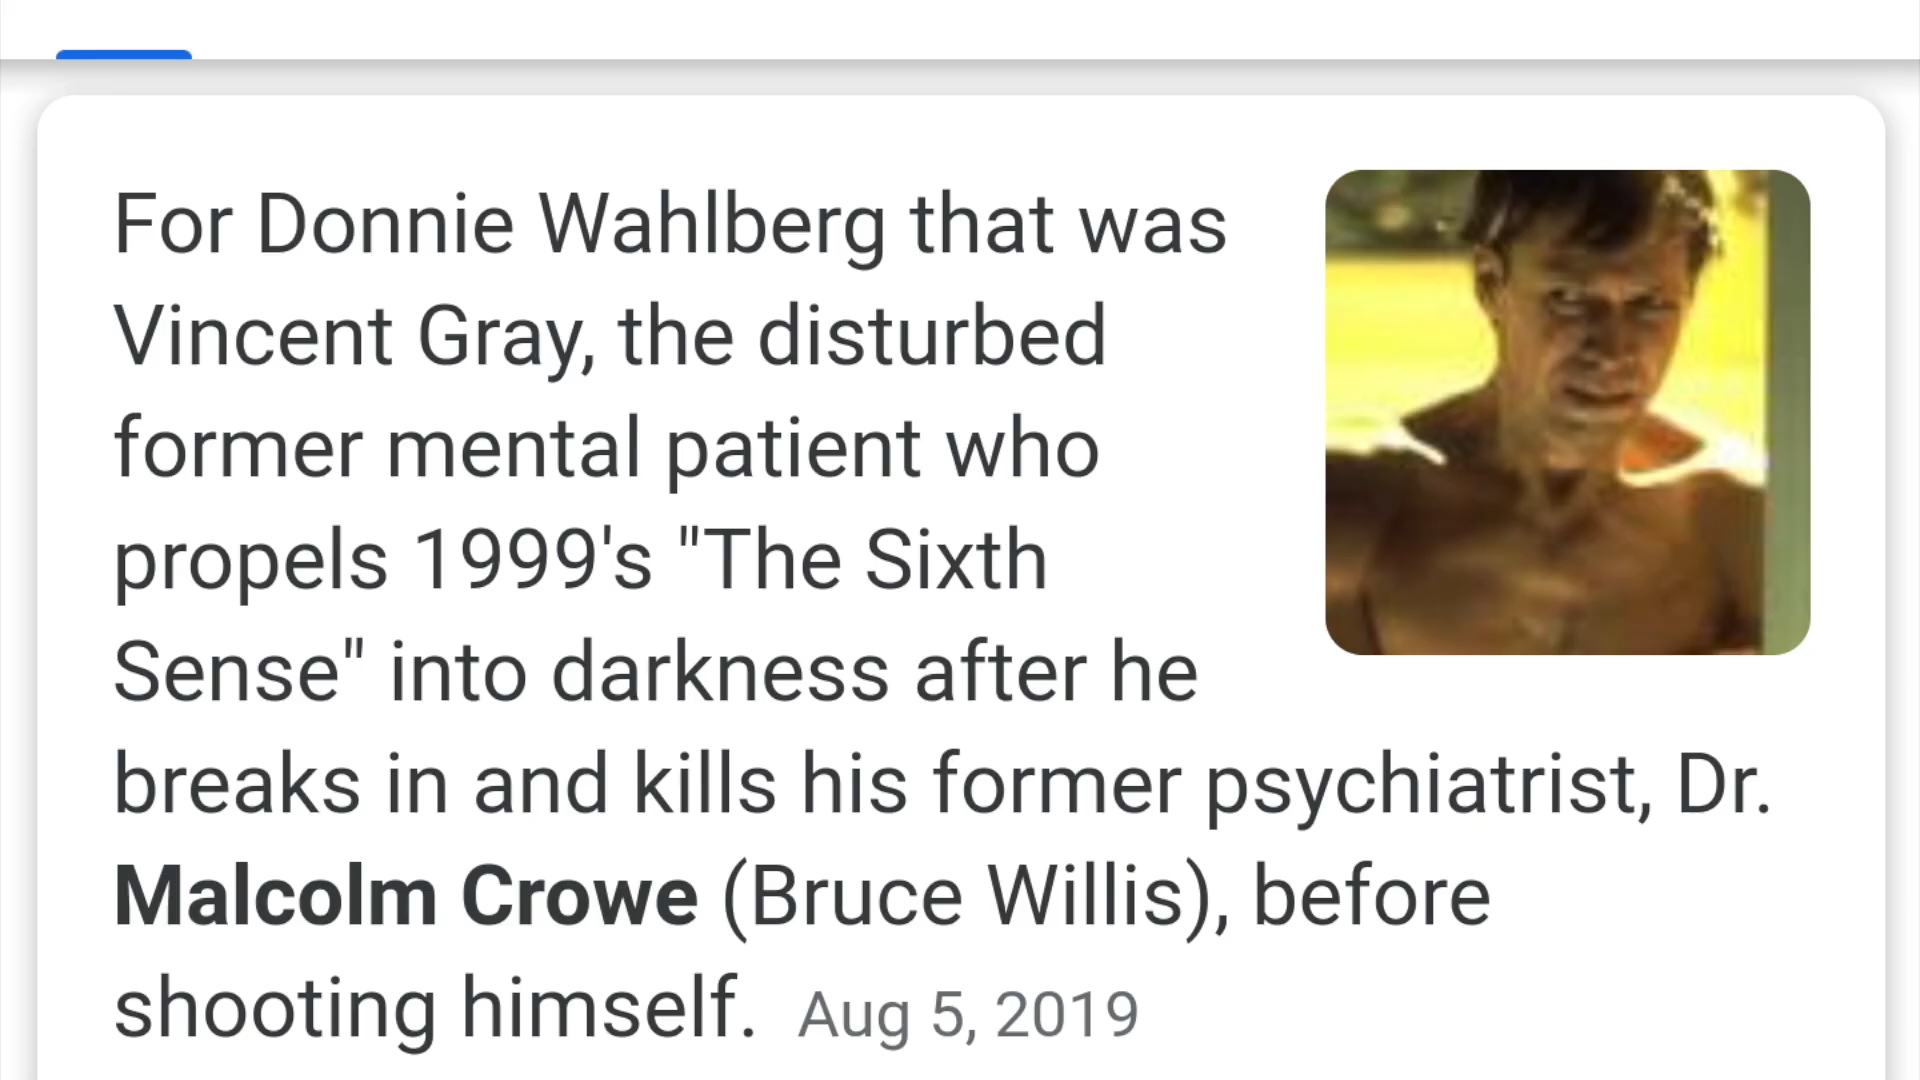 For Donnie Wahlberg that was
Vincent Gray, the disturbed
former mental patient who
propels 1999's "The Sixth
Sense" into darkness after he
breaks in and kills his former psychiatrist, Dr.
Malcolm Crowe (Bruce Willis), before
shooting himself. Aug 5, 2019